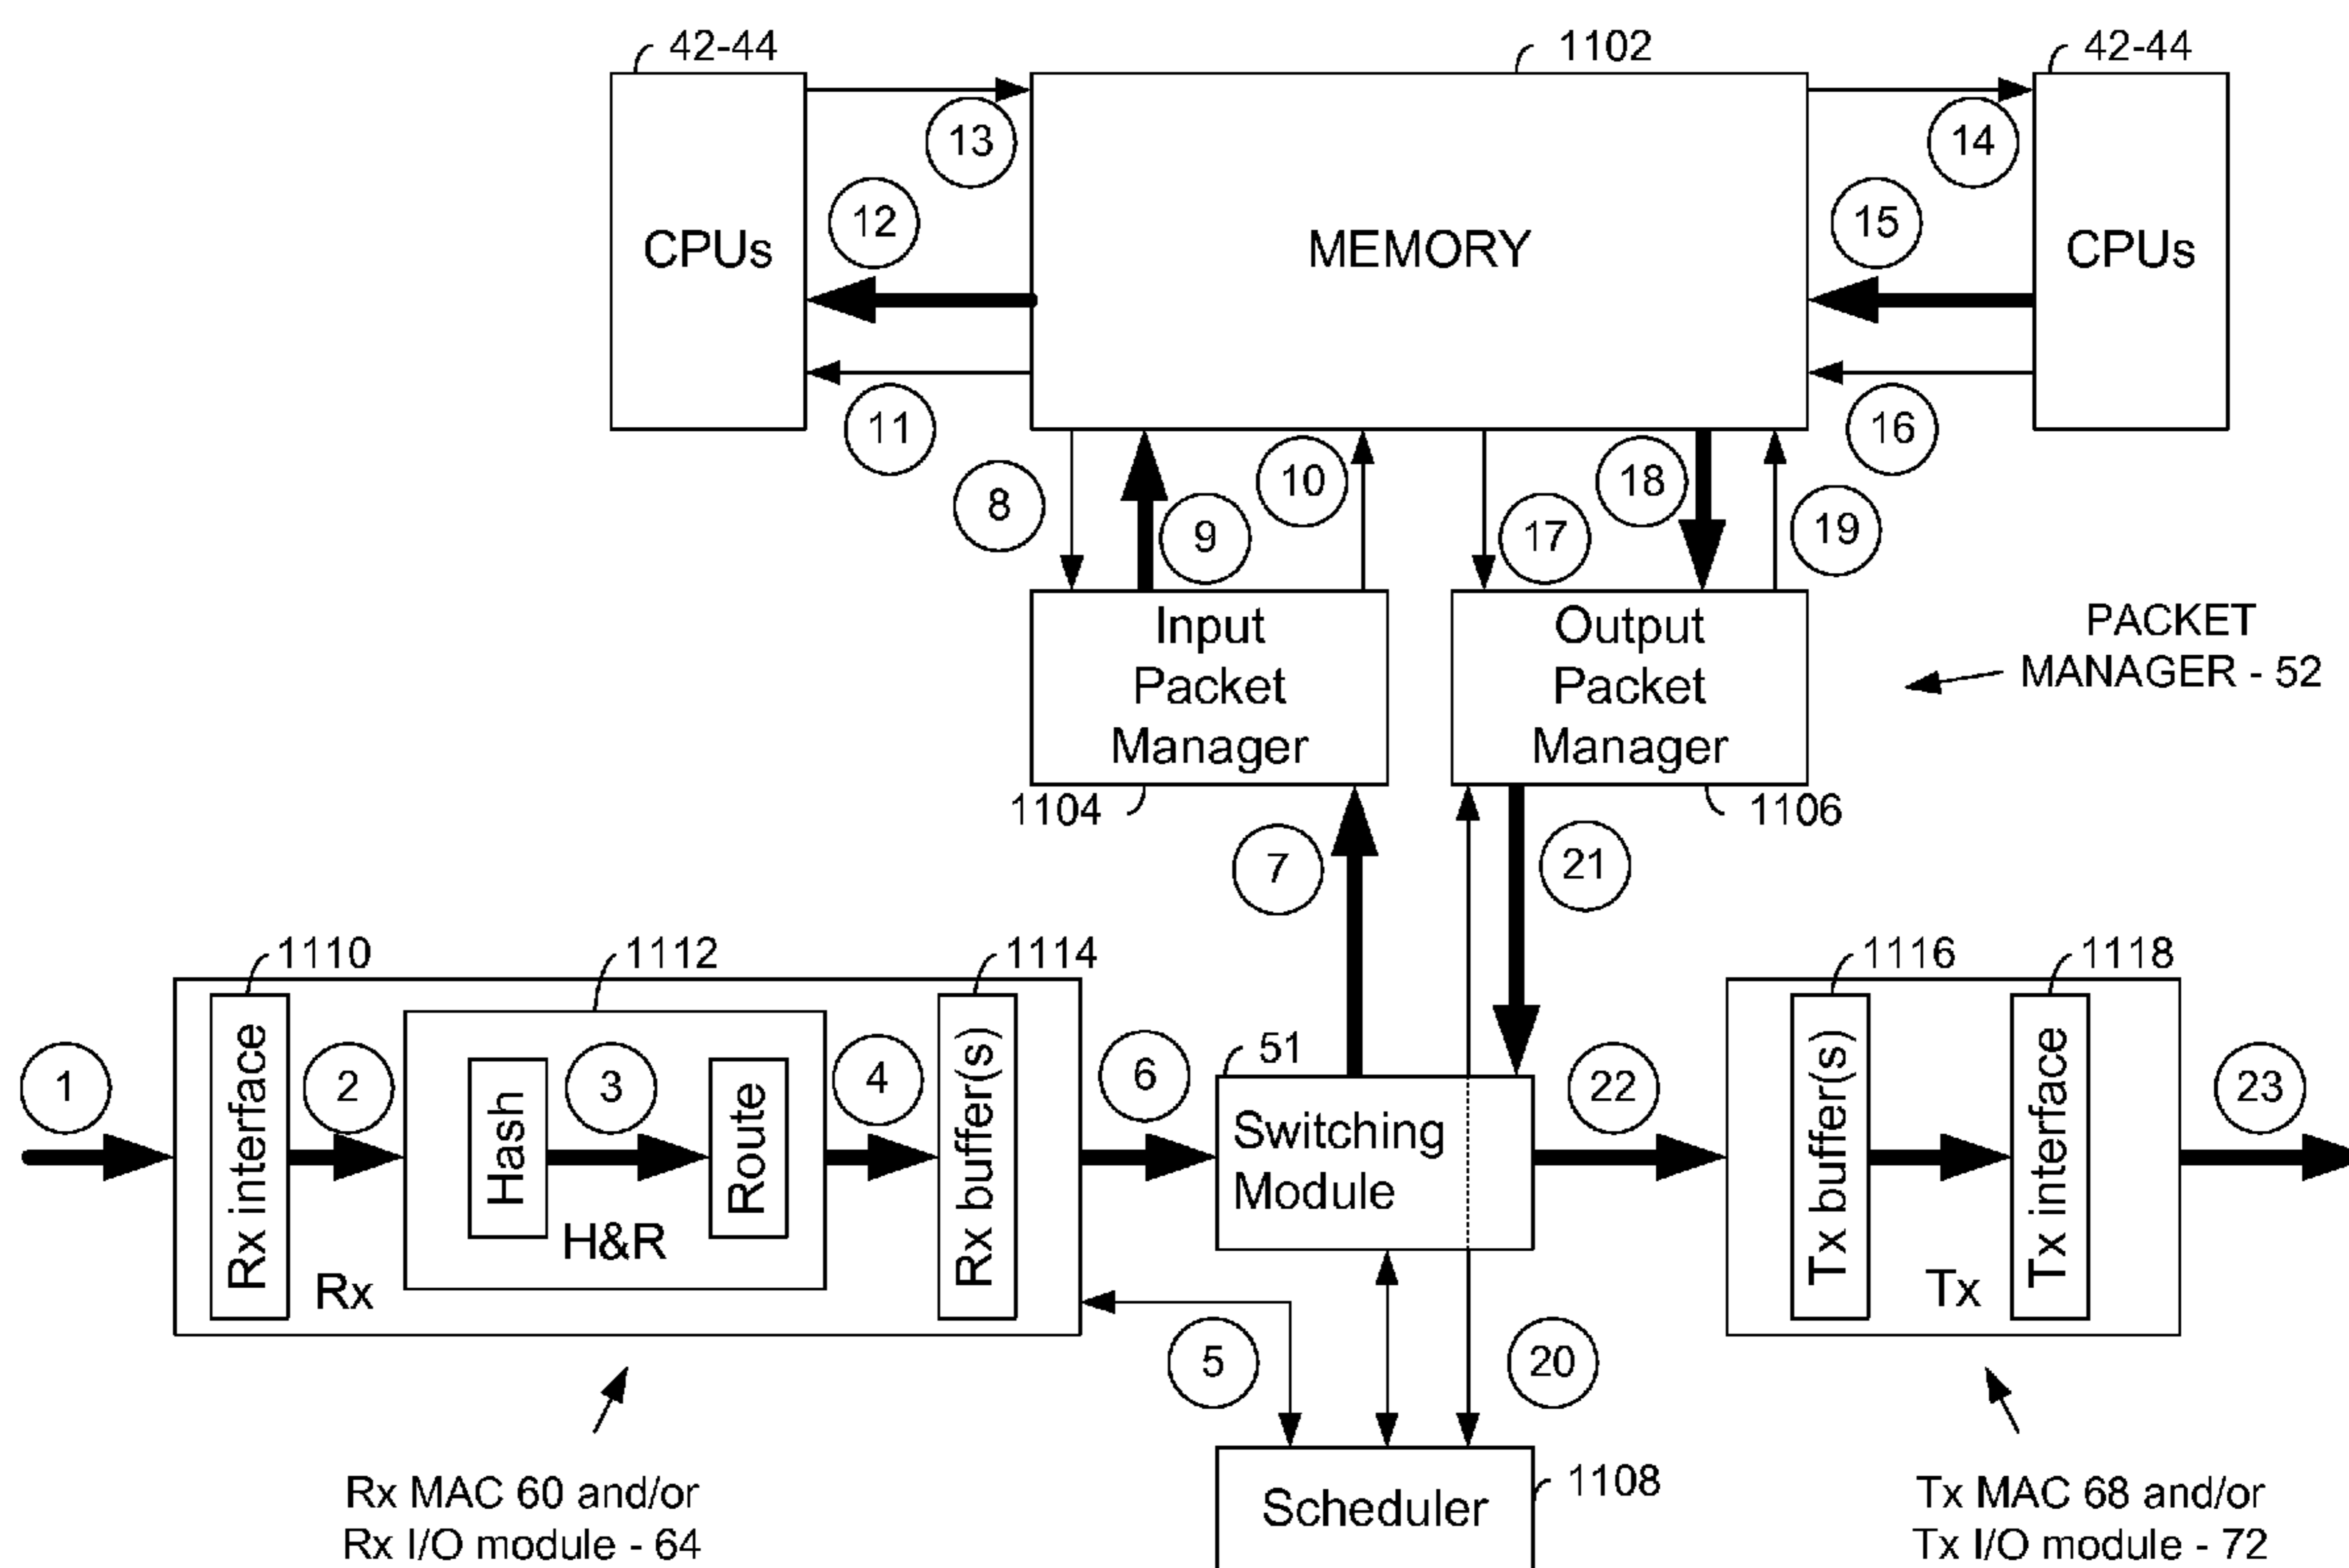 42-44
1102
42-44
13
14
12
15
CPUs
MEMORY
CPUs
11
16
8
9
10
17
18
19
Input
Packet
Manager
Output
Packet
Manager
PACKET
MANAGER - 52
1104
1106
7
21
1110
1112
1114
1116
1118
1
2
3
4
6
51
22
23
Rx interface
Hash
Route
H&R
Rx
Rx buffer(s)
Switching
Module
Tx buffer(s)
Tx
Tx interface
5
20
Rx MAC 60 and/or
Rx I/O module - 64
Scheduler
1108
Tx MAC 68 and/or
Tx I/O module - 72